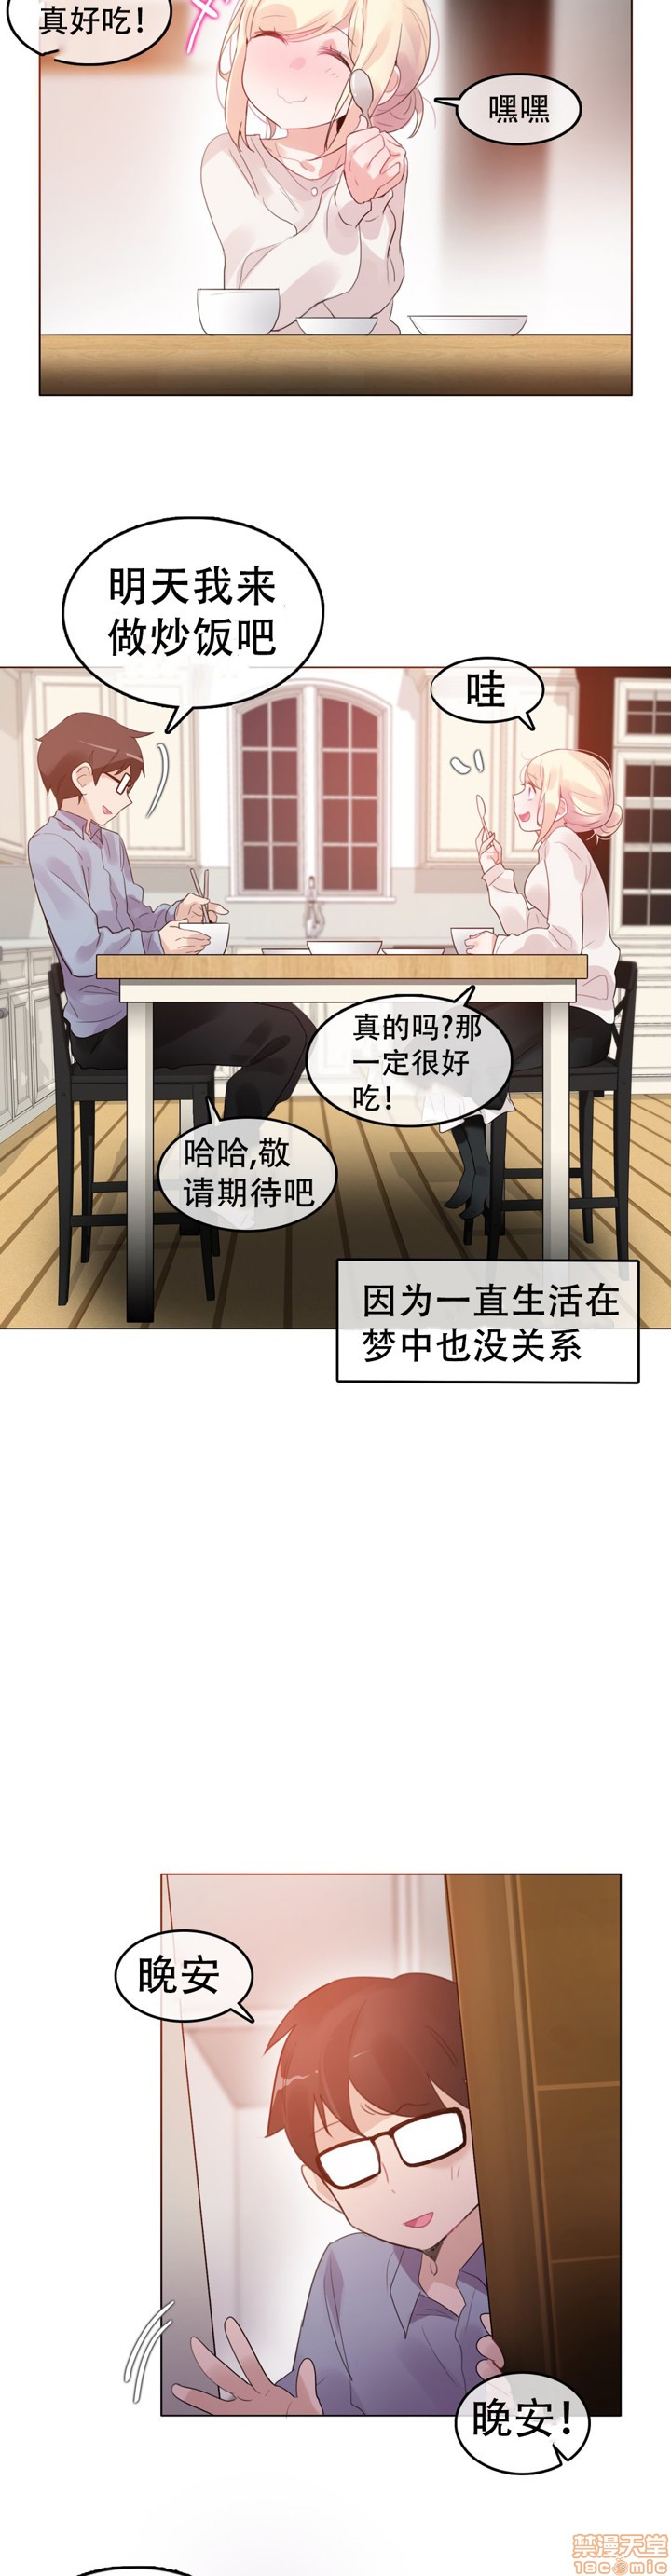 真好吃!
嘿嘿
明天我来
做炒饭吧
哇
真的吗?那
一定很好
吃!
哈哈,敬
请期待吧
因为一直生活在
梦中也没关系
晚安
晚安!
禁漫天堂
18comic